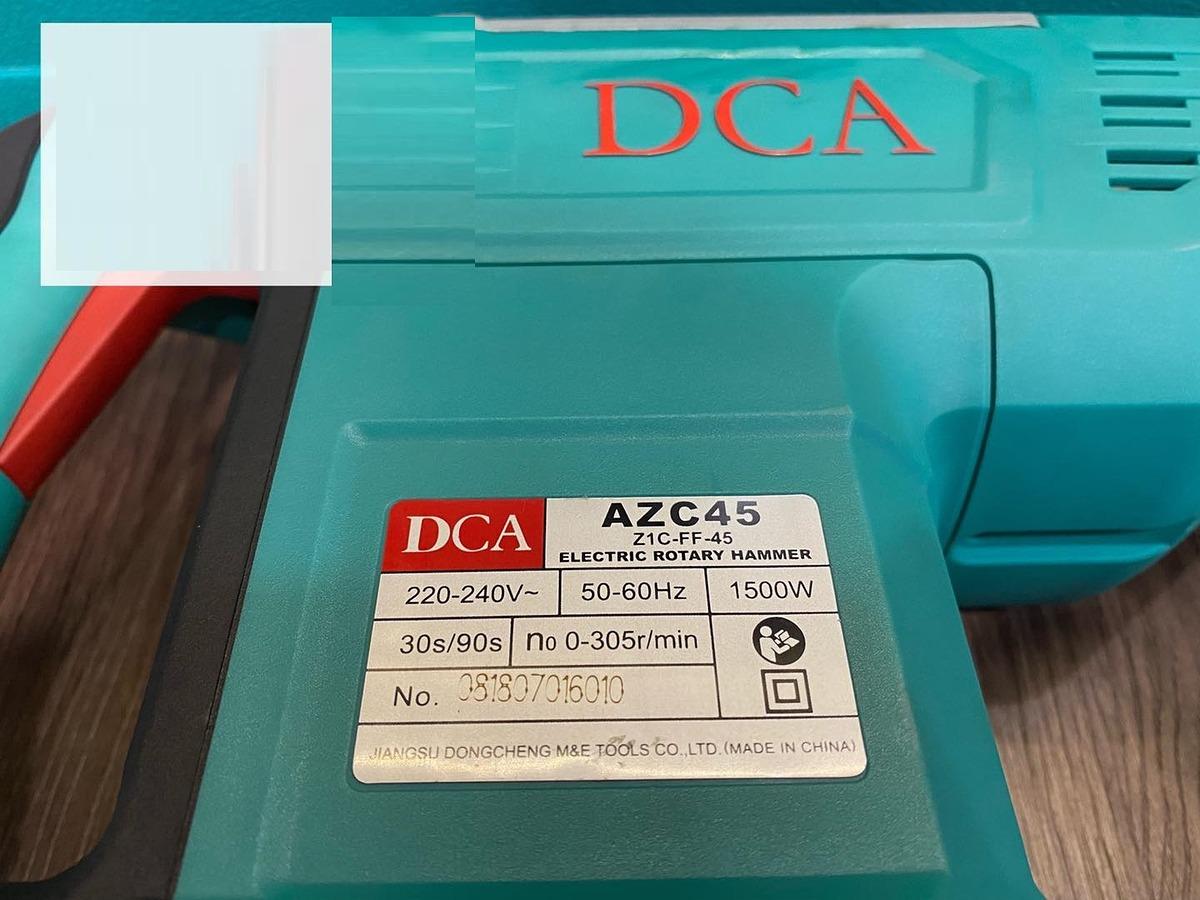 DCA
DCA
AZC45
Z1C-FF-45
ELECTRIC ROTARY HAMMER
220-240V~ 50-60Hz 1500W
30s/90s n0 0-305r/min
No. 081807016010
JIANGSU DONGCHENG M&E TOOLS CO.,LTD.(MADE IN CHINA)